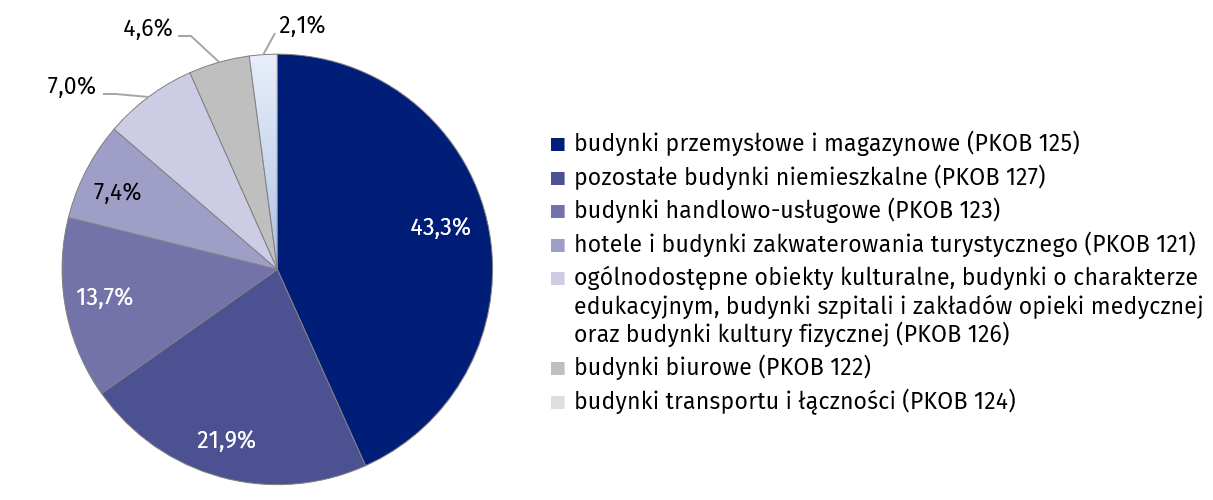 4,6%
2,1%
7,0%
7,4%
43,3%
13,7%
21,9%
budynki przemysłowe i magazynowe (PKOB 125)
pozostałe budynki niemieszkalne (PKOB 127)
budynki handlowo-usługowe (PKOB 123)
hotele i budynki zakwaterowania turystycznego (PKOB 121)
ogólnodostępne obiekty kulturalne, budynki o charakterze
edukacyjnym, budynki szpitali i zakładów opieki medycznej
oraz budynki kultury fizycznej (PKOB 126)
budynki biurowe (PKOB 122)
budynki transportu i łączności (PKOB 124)